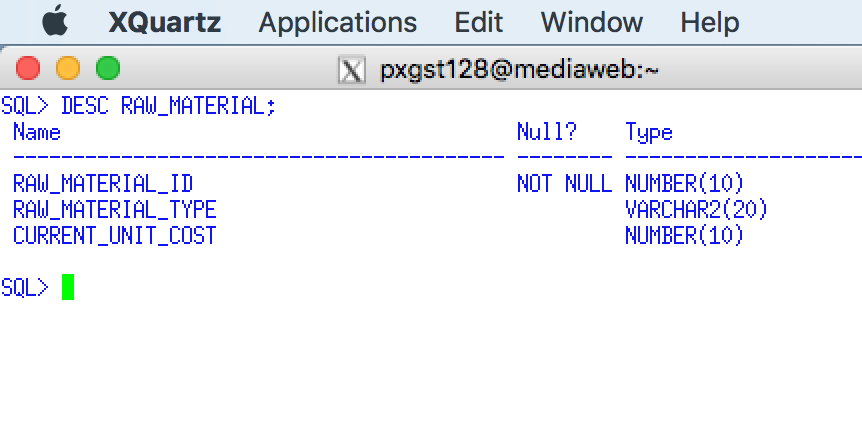 XQuartz Applications Edit Window Help
X pxgst128@mediaweb:~
SQL> DESC RAW_MATERIAL;
Name Null? Type
----------------------------------------- -------- --------------------
RAW_MATERIAL_ID NOT NULL NUMBER(10)
RAW_MATERIAL_TYPE VARCHAR2(20)
CURRENT_UNIT_COST NUMBER(10)
SQL>